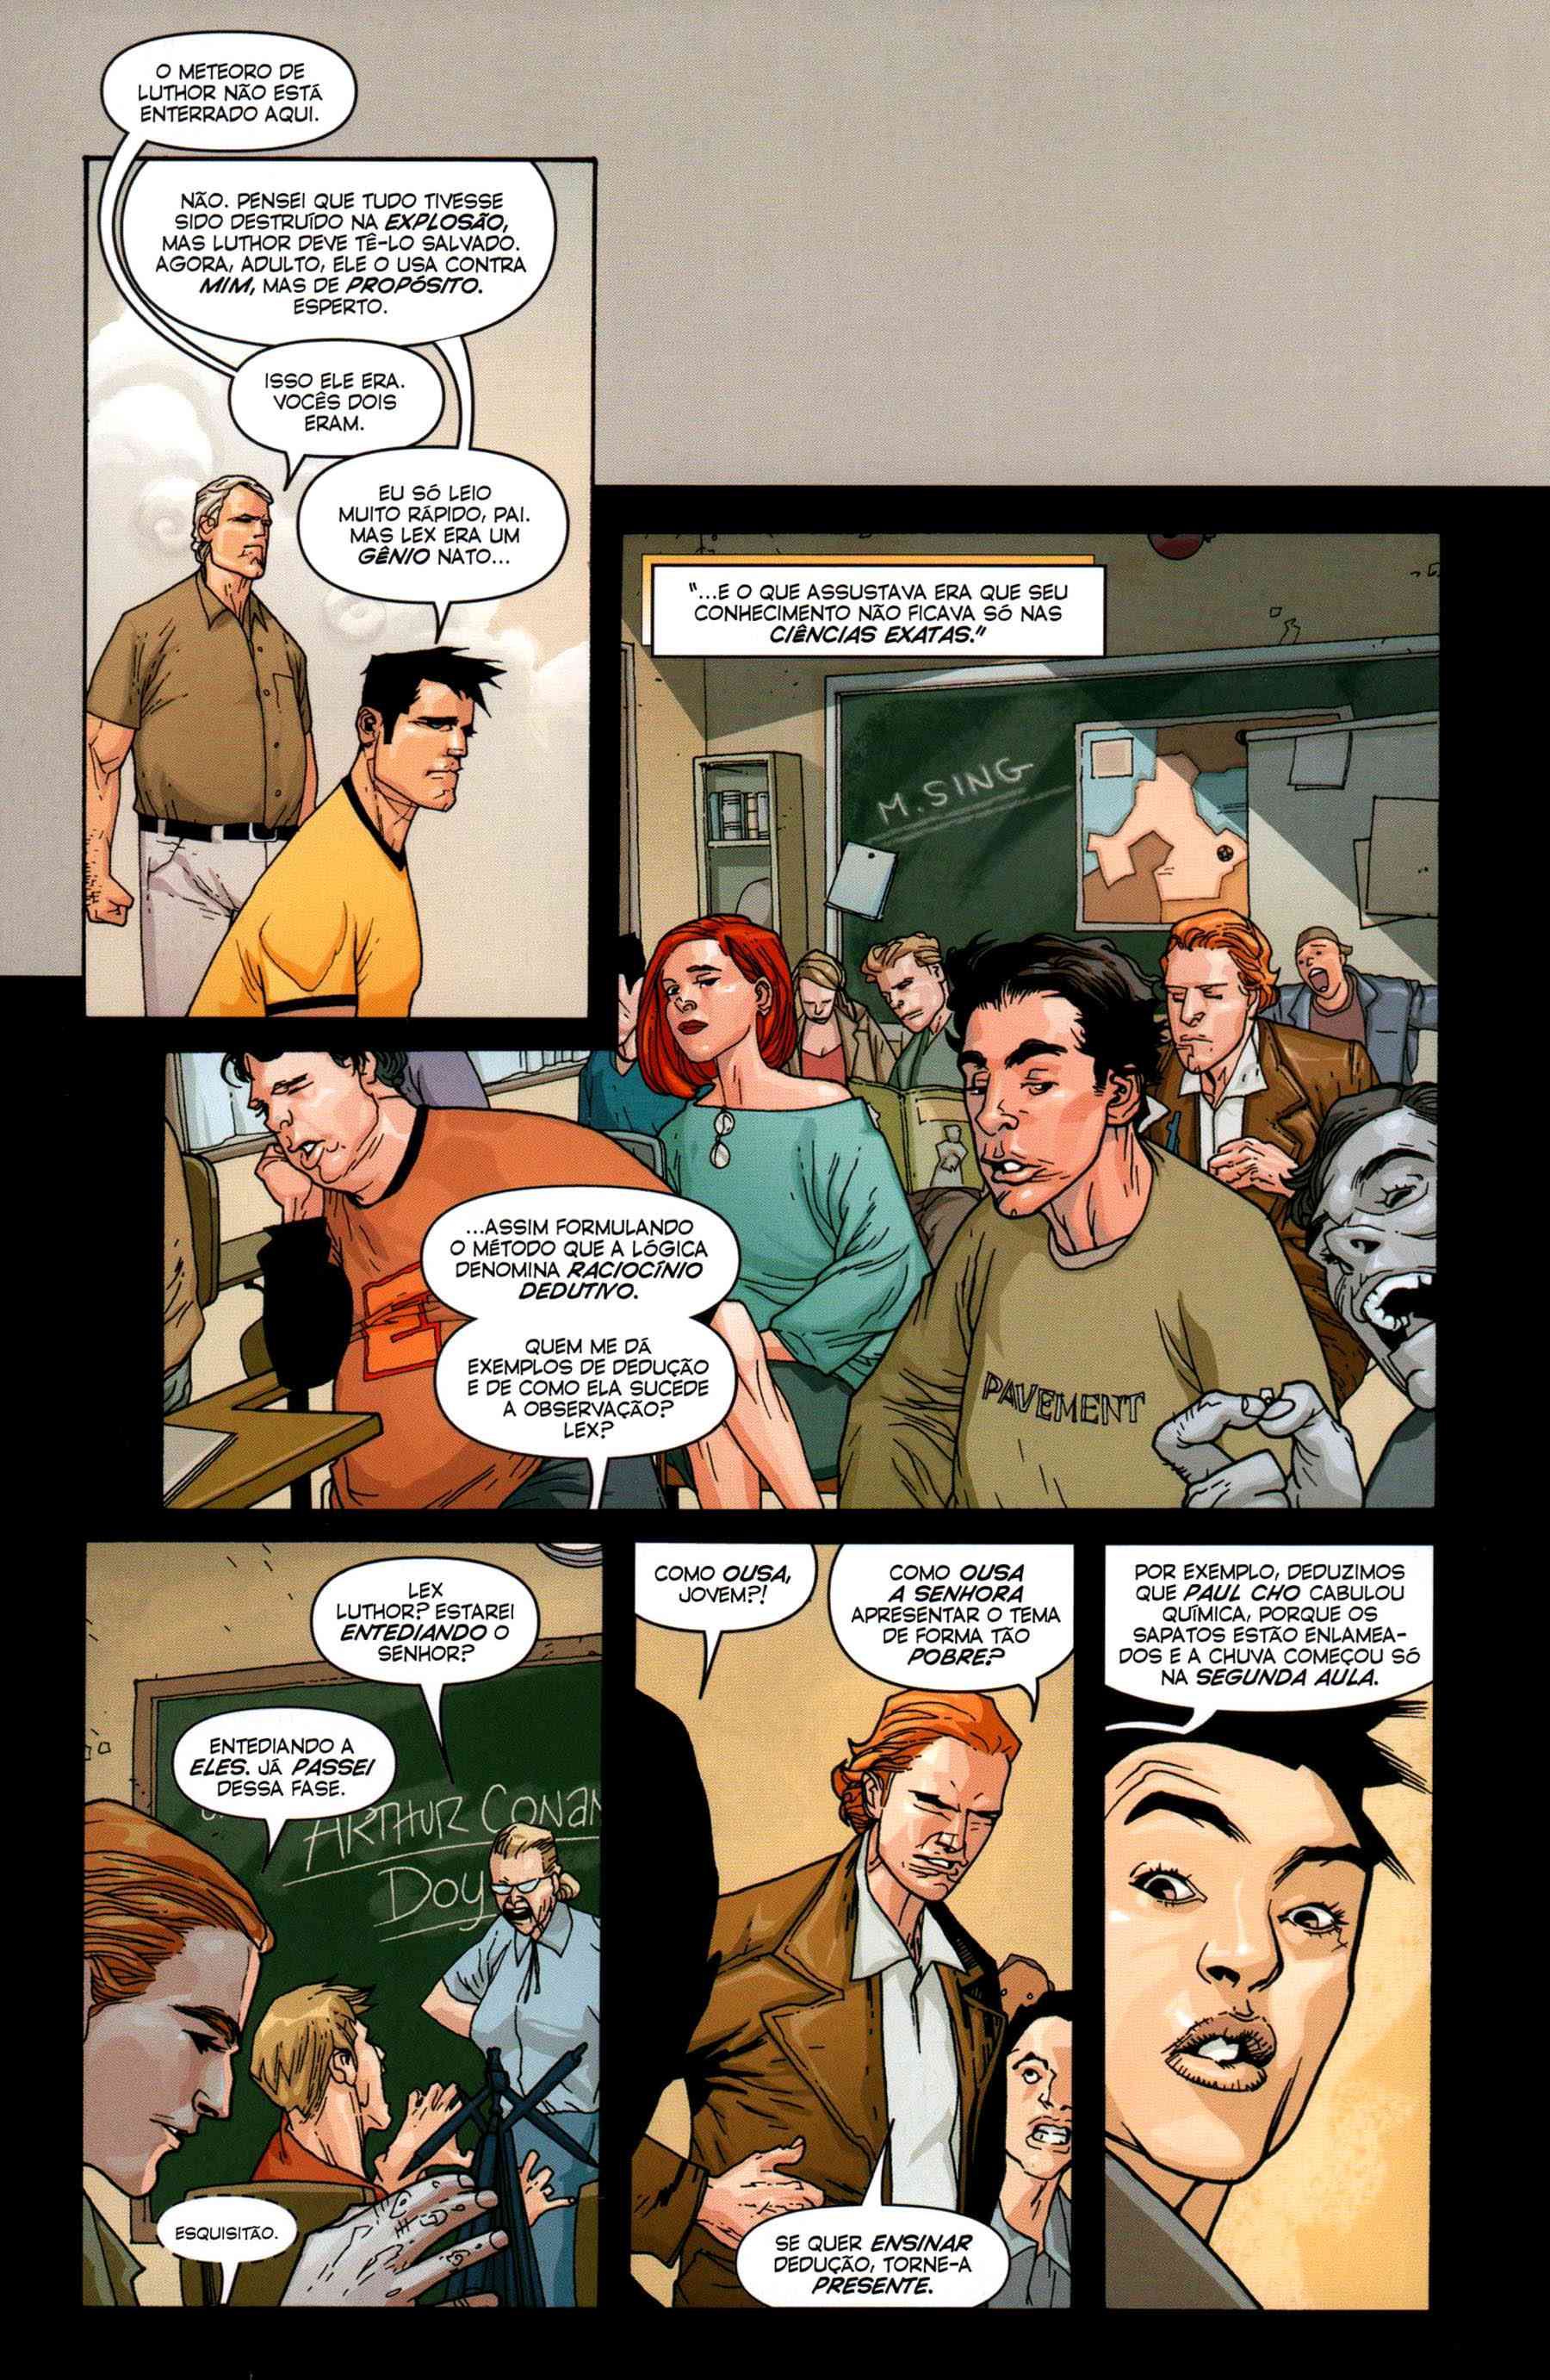 O METEORO DE
LUTHOR NÃO ESTÁ
ENTERRADO AQUI.
NÃO. PENSEI QUE TUDO TIVESSE
SIDO DESTRUÍDO NA EXPLOSÃO,
MAS LUTHOR DEVE TÊ-LO SALVADO.
AGORA, ADULTO, ELE O USA CONTRA
MIM, MAS DE PROPÓSITO.
ESPERTO.
ISSO ELE ERA.
VOCÊS DOIS
ERAM.
EU SÓ LEIO
MUITO RÁPIDO, PAI.
MAS LEX ERA UM
GÊNIO NATO...
"...E O QUE ASSUSTAVA ERA QUE SEU
CONHECIMENTO NÃO FICAVA SÓ NAS
CIÊNCIAS EXATAS."
M. SING
...ASSIM FORMULANDO
O MÉTODO QUE A LÓGICA
DENOMINA RACIOCÍNIO
DEDUTIVO.
QUEM ME DÁ
EXEMPLOS DE DEDUÇÃO
E DE COMO ELA SUCEDE
A OBSERVAÇÃO?
LEX?
PAVEMENT
LEX
LUTHOR? ESTAREI
ENTEDIANDO O
SENHOR?
ENTEDIANDO A
ELES. JÁ PASSEI
DESSA FASE.
ARTHUR CONAN
DOY
ESQUISITÃO.
COMO OUSA,
JOVEM?!
COMO OUSA
A SENHORA
APRESENTAR O TEMA
DE FORMA TÃO
POBRE?
SE QUER ENSINAR
DEDUÇÃO, TORNE-A
PRESENTE.
POR EXEMPLO, DEDUZIMOS
QUE PAUL CHO CABULOU
QUÍMICA, PORQUE OS
SAPATOS ESTÃO ENLAMEA-
DOS E A CHUVA COMEÇOU SÓ
NA SEGUNDA AULA.